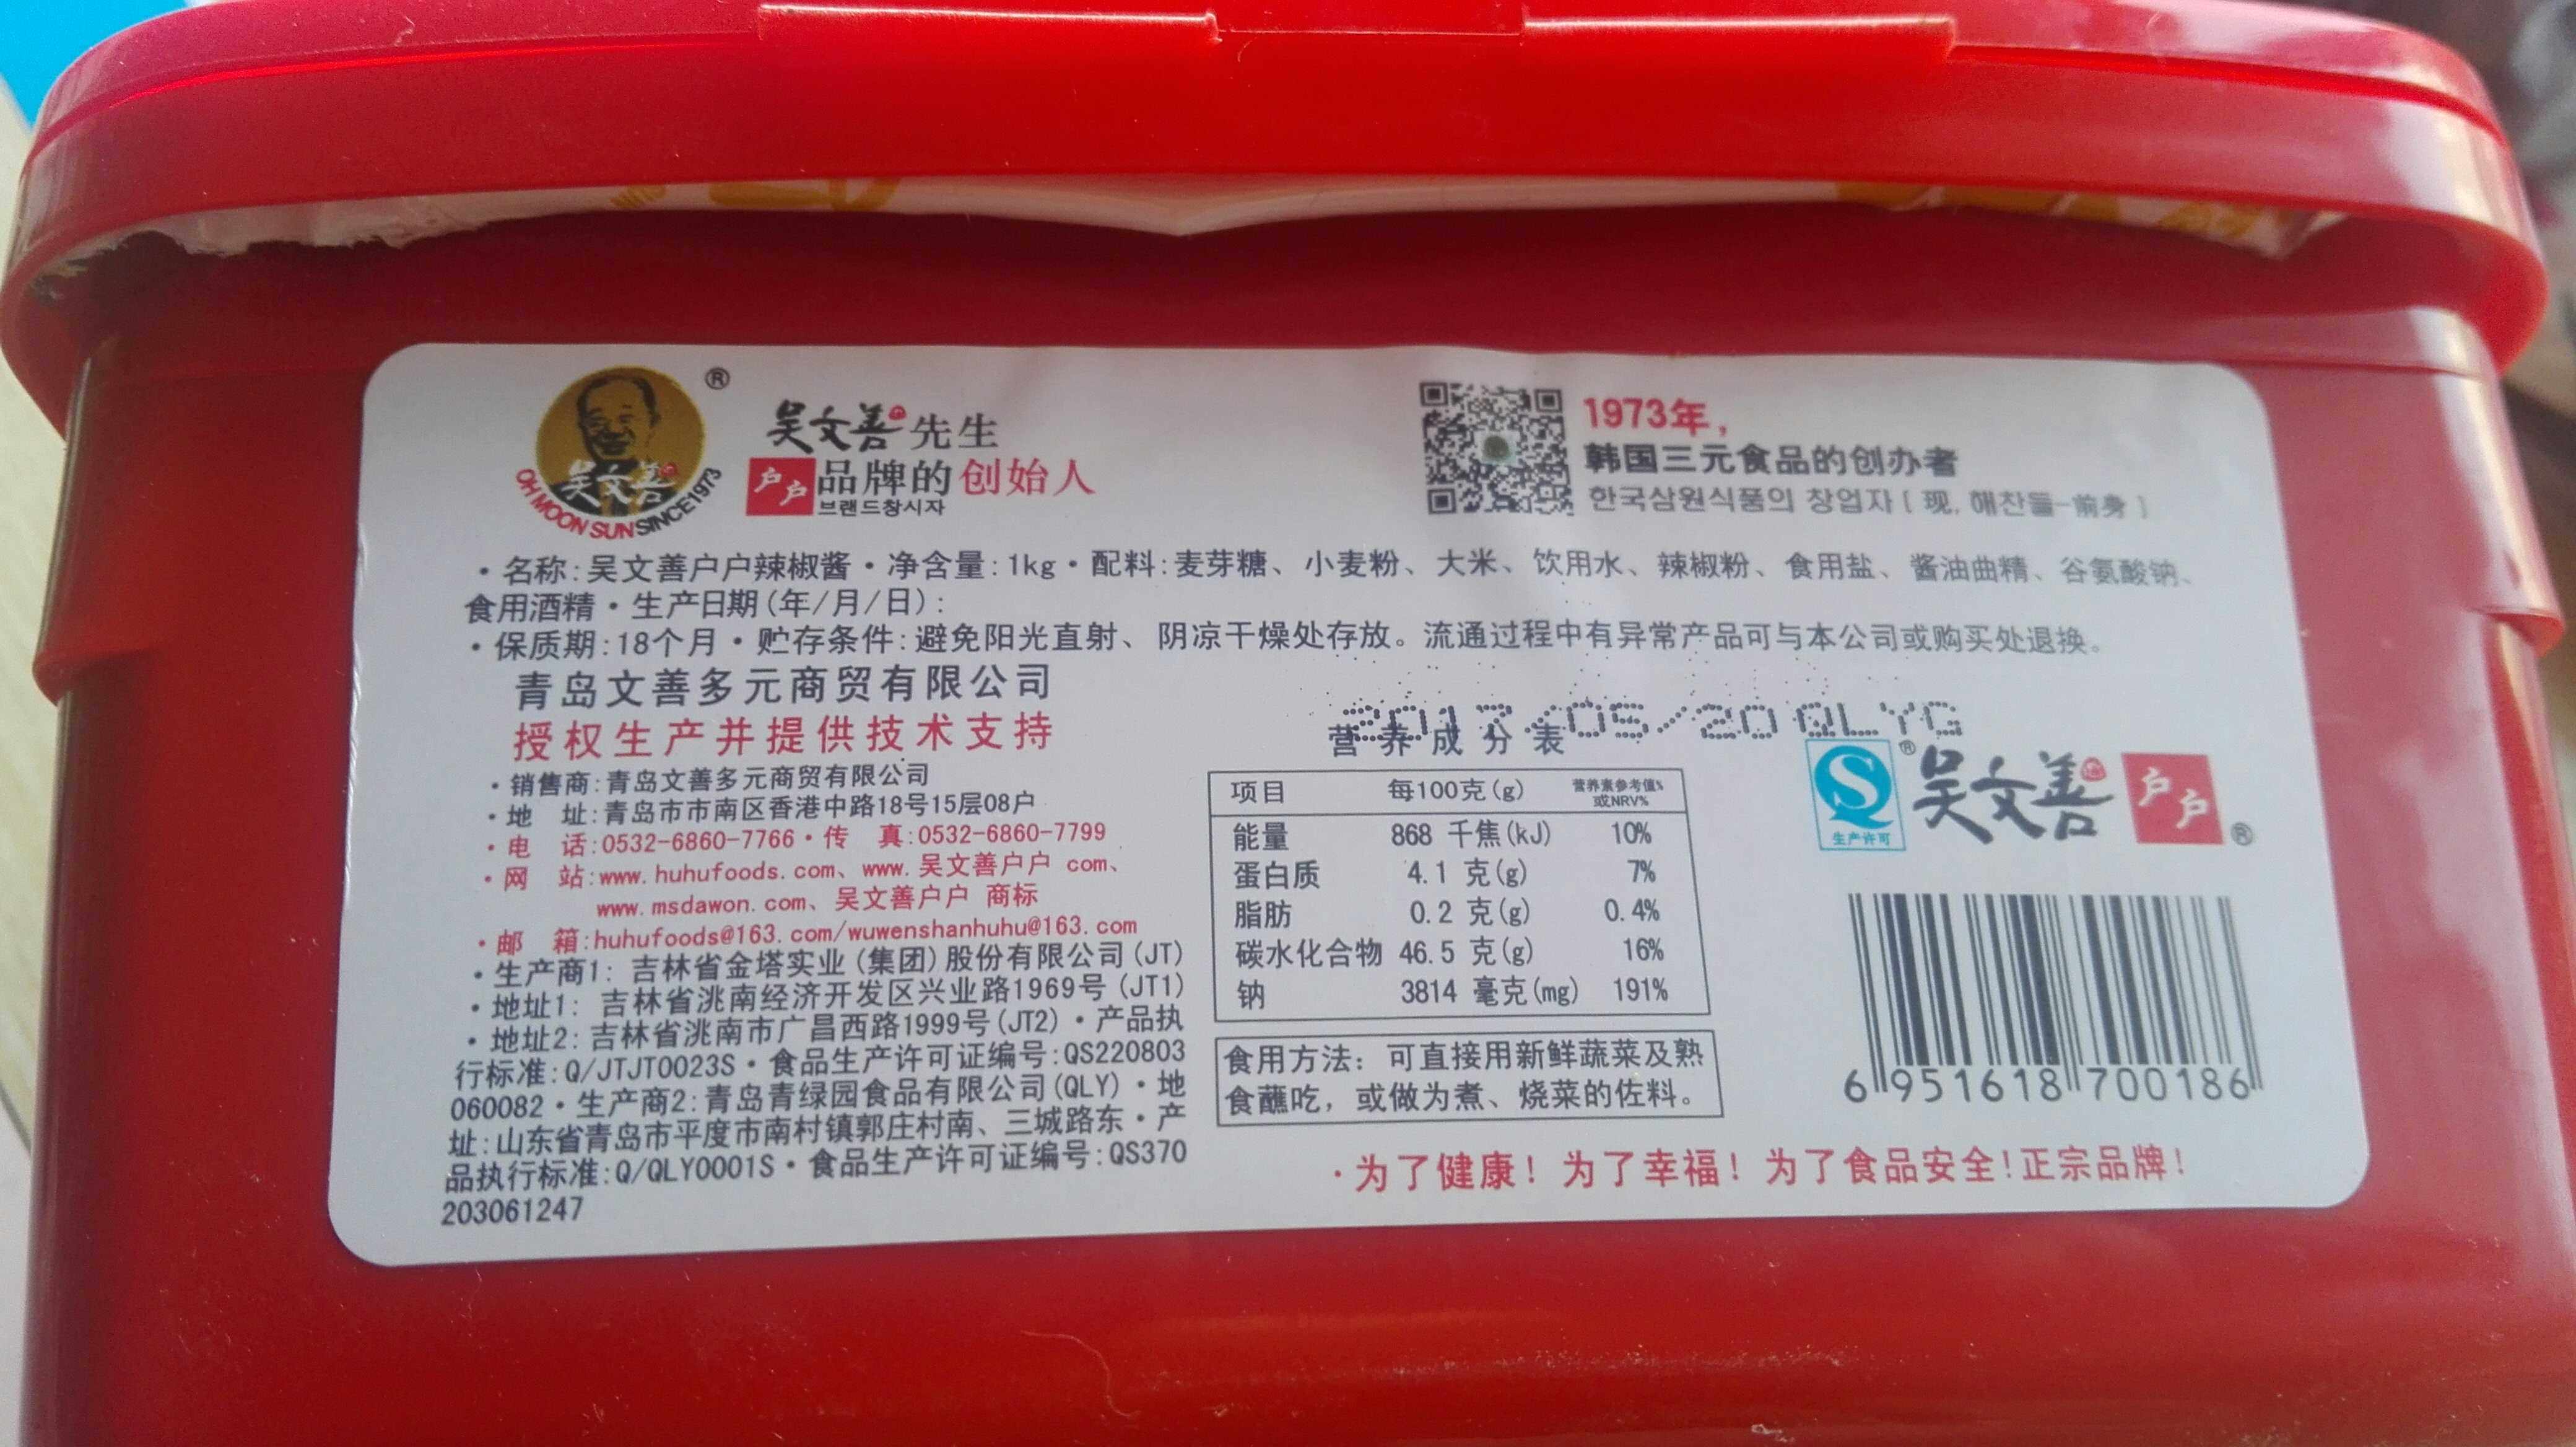 ®
吴文善
OH MOON SUN SINCE1973
吴文善 先生
户户 品牌的创始人
브랜드창시자
1973年，
韩国三元食品的创办者
한국삼원식품의 창업자 [ 现. 해찬들-前身 ]
·名称:吴文善户户辣椒酱·净含量:1kg·配料:麦芽糖、小麦粉、大米、饮用水、辣椒粉、食用盐、酱油曲精、谷氨酸钠、
食用酒精·生产日期(年/月/日):
·保质期:18个月·贮存条件:避免阳光直射、阴凉干燥处存放。流通过程中有异常产品可与本公司或购买处退换。
青岛文善多元商贸有限公司
授权生产并提供技术支持
·销售商:青岛文善多元商贸有限公司
·地 址:青岛市市南区香港中路18号15层08户
·电 话:0532-6860-7766·传 真:0532-6860-7799
·网 站:www.huhufoods.com、www.吴文善户户 com、
www.msdawon.com、吴文善户户 商标
·邮 箱:huhufoods@163.com/wuwenshanhuhu@163.com
·生产商1: 吉林省金塔实业(集团)股份有限公司(JT)
·地址1: 吉林省洮南经济开发区兴业路1969号(JT1)
·地址2:吉林省洮南市广昌西路1999号(JT2)·产品执
行标准:Q/JTJT0023S·食品生产许可证编号:QS220803
060082·生产商2:青岛青绿园食品有限公司(QLY)·地
址:山东省青岛市平度市南村镇郭庄村南、三城路东·产
品执行标准:Q/QLY0001S·食品生产许可证编号:QS370
203061247
2017/05/20 QLYG
营养成分表
项目 每100克(g) 营养素参考值%或NRV%
能量 868 千焦(kJ) 10%
蛋白质 4.1 克(g) 7%
脂肪 0.2 克(g) 0.4%
碳水化合物 46.5 克(g) 16%
钠 3814 毫克(mg) 191%
食用方法：可直接用新鲜蔬菜及熟
食蘸吃，或做为煮、烧菜的佐料。
生产许可
吴文善 户户 ®
6 951618 700186
·为了健康！为了幸福！为了食品安全！正宗品牌！